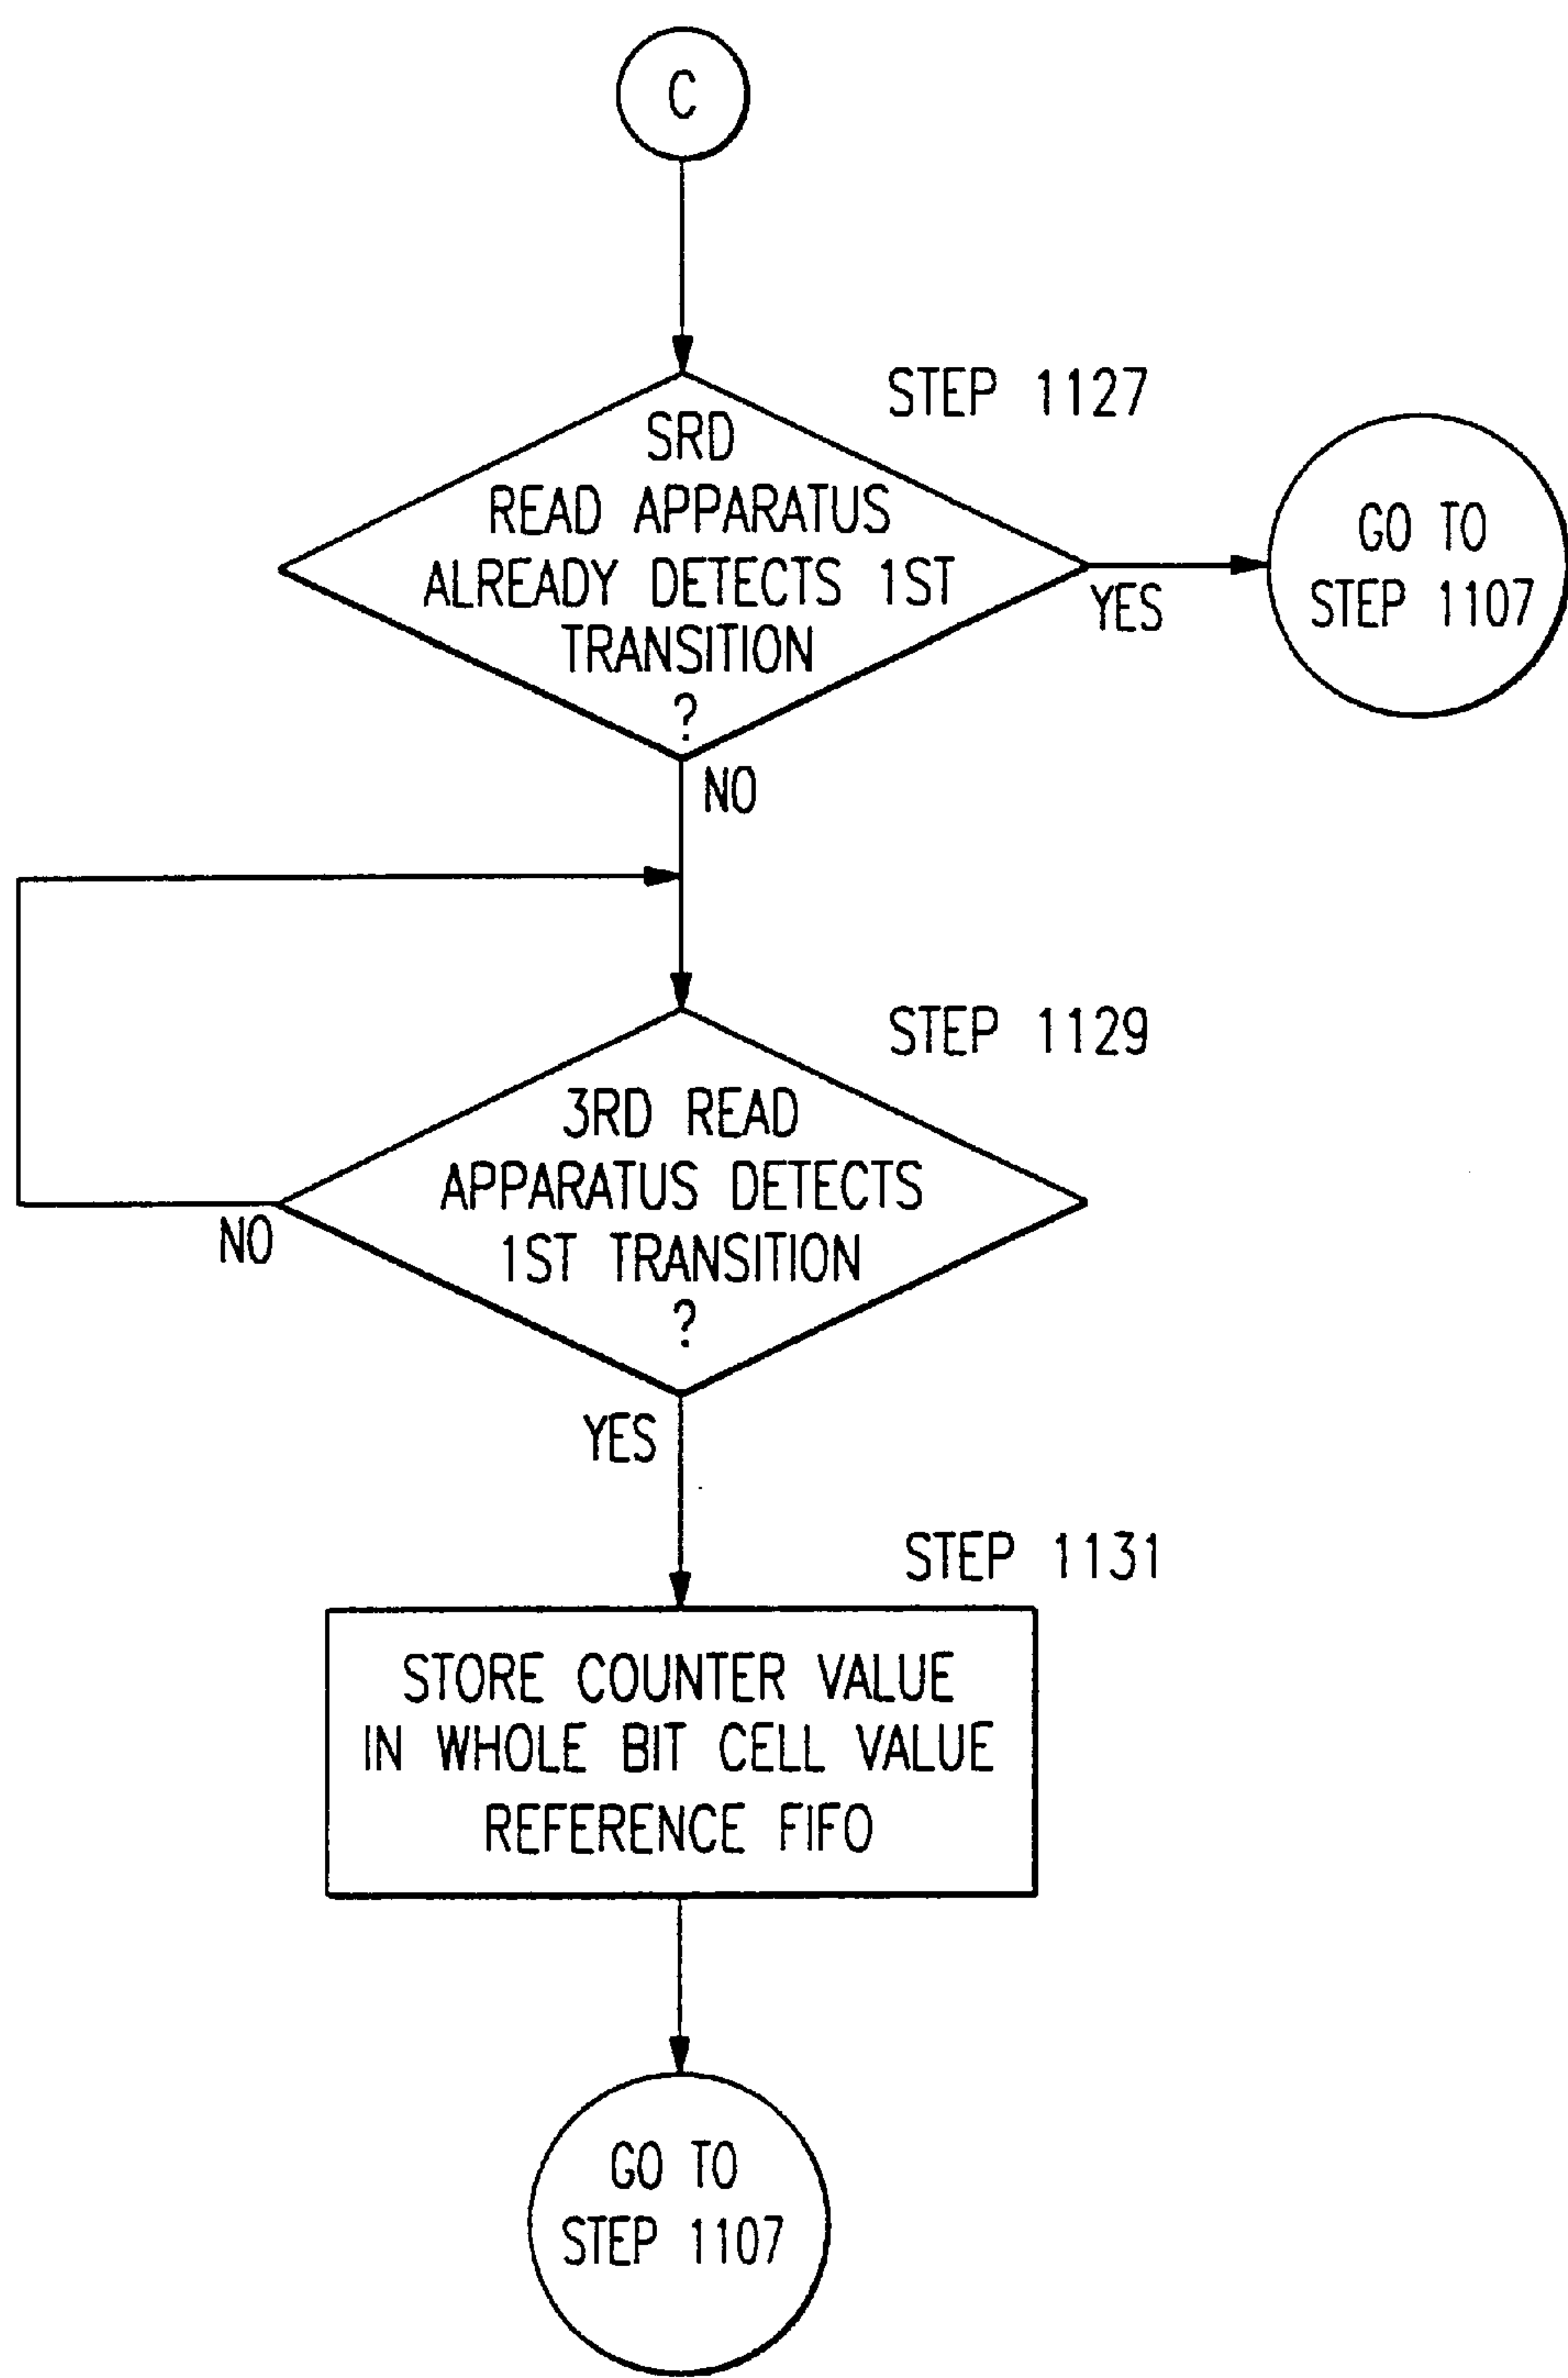 C
STEP 1127
SRD
READ APPARATUS
ALREADY DETECTS 1ST
TRANSITION
?
YES
GO TO
STEP 1107
NO
STEP 1129
3RD READ
APPARATUS DETECTS
1ST TRANSITION
?
NO
YES
STEP 1131
STORE COUNTER VALUE
IN WHOLE BIT CELL VALUE
REFERENCE FIFO
GO TO
STEP 1107